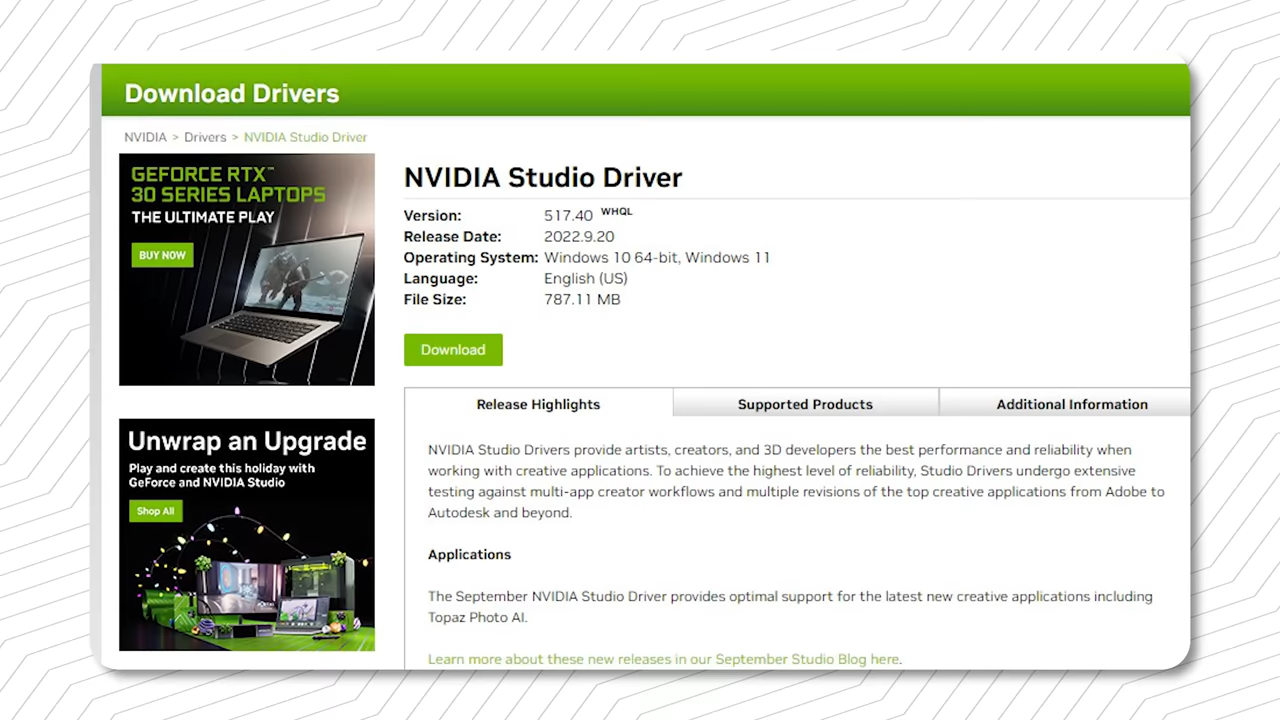 Download Drivers
NVIDIA > Drivers > NVIDIA Studio Driver
GEFORCE RTX™
30 SERIES LAPTOPS
THE ULTIMATE PLAY
BUY NOW
Unwrap an Upgrade
Play and create this holiday with
GeForce and NVIDIA Studio
Shop All
NVIDIA Studio Driver
Version: 517.40 WHQL
Release Date: 2022.9.20
Operating System: Windows 10 64-bit, Windows 11
Language: English (US)
File Size: 787.11 MB
Download
Release Highlights Supported Products Additional Information
NVIDIA Studio Drivers provide artists, creators, and 3D developers the best performance and reliability when
working with creative applications. To achieve the highest level of reliability, Studio Drivers undergo extensive
testing against multi-app creator workflows and multiple revisions of the top creative applications from Adobe to
Autodesk and beyond.
Applications
The September NVIDIA Studio Driver provides optimal support for the latest new creative applications including
Topaz Photo AI.
Learn more about these new releases in our September Studio Blog here.